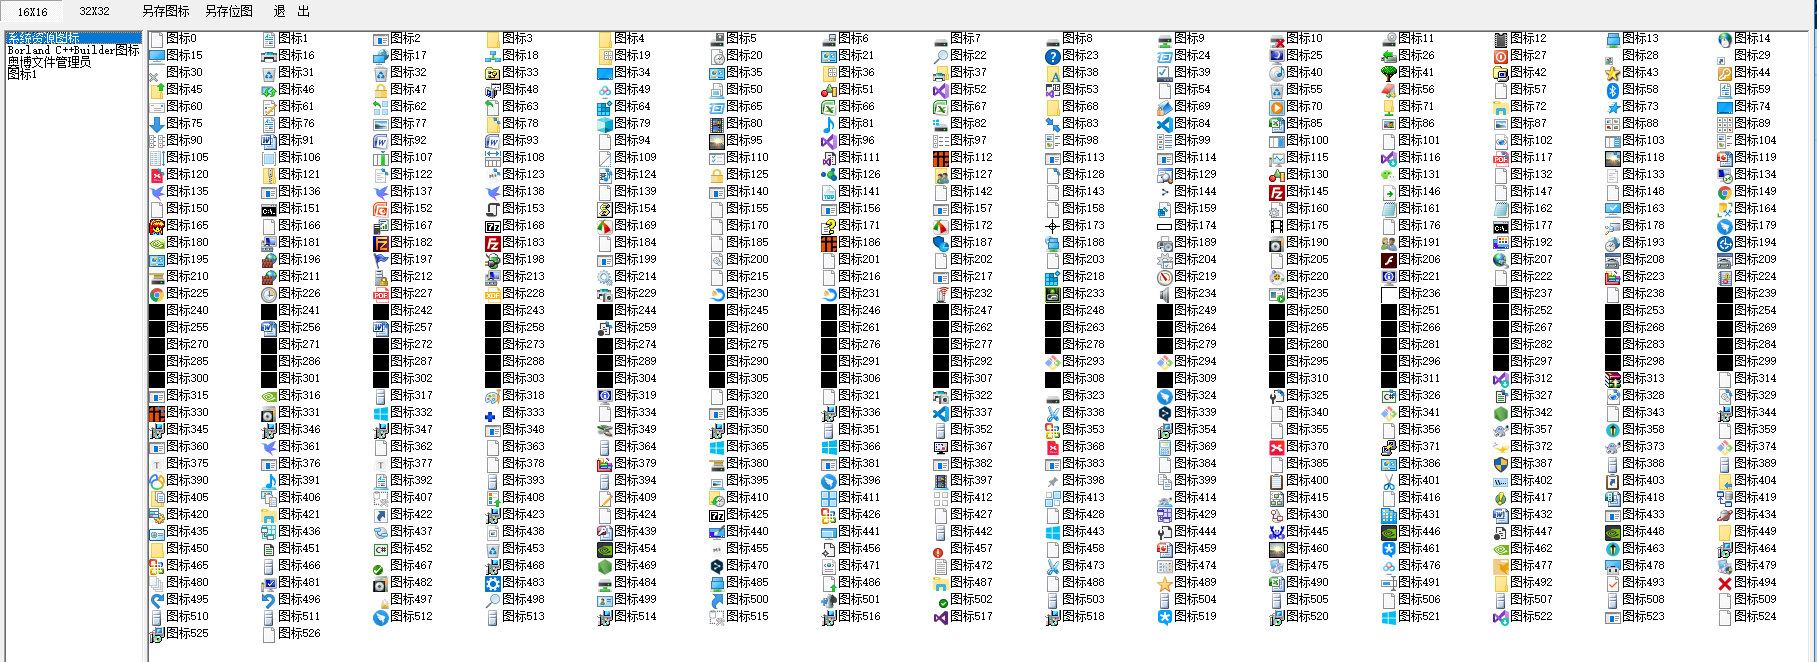 16X16 32X32 另存图标 另存位图 退 出
系统资源图标
Borland C++Builder图标
奥博文件管理员
图标1
图标0 图标1 图标2 图标3 图标4 图标5 图标6 图标7 图标8 图标9 图标10 图标11 图标12 图标13 图标14
图标15 图标16 图标17 图标18 图标19 图标20 图标21 图标22 图标23 图标24 图标25 图标26 图标27 图标28 图标29
图标30 图标31 图标32 图标33 图标34 图标35 图标36 图标37 图标38 图标39 图标40 图标41 图标42 图标43 图标44
图标45 图标46 图标47 图标48 图标49 图标50 图标51 图标52 图标53 图标54 图标55 图标56 图标57 图标58 图标59
图标60 图标61 图标62 图标63 图标64 图标65 图标66 图标67 图标68 图标69 图标70 图标71 图标72 图标73 图标74
图标75 图标76 图标77 图标78 图标79 图标80 图标81 图标82 图标83 图标84 图标85 图标86 图标87 图标88 图标89
图标90 图标91 图标92 图标93 图标94 图标95 图标96 图标97 图标98 图标99 图标100 图标101 图标102 图标103 图标104
图标105 图标106 图标107 图标108 图标109 图标110 图标111 图标112 图标113 图标114 图标115 图标116 图标117 图标118 图标119
图标120 图标121 图标122 图标123 图标124 图标125 图标126 图标127 图标128 图标129 图标130 图标131 图标132 图标133 图标134
图标135 图标136 图标137 图标138 图标139 图标140 图标141 图标142 图标143 图标144 图标145 图标146 图标147 图标148 图标149
图标150 图标151 图标152 图标153 图标154 图标155 图标156 图标157 图标158 图标159 图标160 图标161 图标162 图标163 图标164
图标165 图标166 图标167 图标168 图标169 图标170 图标171 图标172 图标173 图标174 图标175 图标176 图标177 图标178 图标179
图标180 图标181 图标182 图标183 图标184 图标185 图标186 图标187 图标188 图标189 图标190 图标191 图标192 图标193 图标194
图标195 图标196 图标197 图标198 图标199 图标200 图标201 图标202 图标203 图标204 图标205 图标206 图标207 图标208 图标209
图标210 图标211 图标212 图标213 图标214 图标215 图标216 图标217 图标218 图标219 图标220 图标221 图标222 图标223 图标224
图标225 图标226 图标227 图标228 图标229 图标230 图标231 图标232 图标233 图标234 图标235 图标236 图标237 图标238 图标239
图标240 图标241 图标242 图标243 图标244 图标245 图标246 图标247 图标248 图标249 图标250 图标251 图标252 图标253 图标254
图标255 图标256 图标257 图标258 图标259 图标260 图标261 图标262 图标263 图标264 图标265 图标266 图标267 图标268 图标269
图标270 图标271 图标272 图标273 图标274 图标275 图标276 图标277 图标278 图标279 图标280 图标281 图标282 图标283 图标284
图标285 图标286 图标287 图标288 图标289 图标290 图标291 图标292 图标293 图标294 图标295 图标296 图标297 图标298 图标299
图标300 图标301 图标302 图标303 图标304 图标305 图标306 图标307 图标308 图标309 图标310 图标311 图标312 图标313 图标314
图标315 图标316 图标317 图标318 图标319 图标320 图标321 图标322 图标323 图标324 图标325 图标326 图标327 图标328 图标329
图标330 图标331 图标332 图标333 图标334 图标335 图标336 图标337 图标338 图标339 图标340 图标341 图标342 图标343 图标344
图标345 图标346 图标347 图标348 图标349 图标350 图标351 图标352 图标353 图标354 图标355 图标356 图标357 图标358 图标359
图标360 图标361 图标362 图标363 图标364 图标365 图标366 图标367 图标368 图标369 图标370 图标371 图标372 图标373 图标374
图标375 图标376 图标377 图标378 图标379 图标380 图标381 图标382 图标383 图标384 图标385 图标386 图标387 图标388 图标389
图标390 图标391 图标392 图标393 图标394 图标395 图标396 图标397 图标398 图标399 图标400 图标401 图标402 图标403 图标404
图标405 图标406 图标407 图标408 图标409 图标410 图标411 图标412 图标413 图标414 图标415 图标416 图标417 图标418 图标419
图标420 图标421 图标422 图标423 图标424 图标425 图标426 图标427 图标428 图标429 图标430 图标431 图标432 图标433 图标434
图标435 图标436 图标437 图标438 图标439 图标440 图标441 图标442 图标443 图标444 图标445 图标446 图标447 图标448 图标449
图标450 图标451 图标452 图标453 图标454 图标455 图标456 图标457 图标458 图标459 图标460 图标461 图标462 图标463 图标464
图标465 图标466 图标467 图标468 图标469 图标470 图标471 图标472 图标473 图标474 图标475 图标476 图标477 图标478 图标479
图标480 图标481 图标482 图标483 图标484 图标485 图标486 图标487 图标488 图标489 图标490 图标491 图标492 图标493 图标494
图标495 图标496 图标497 图标498 图标499 图标500 图标501 图标502 图标503 图标504 图标505 图标506 图标507 图标508 图标509
图标510 图标511 图标512 图标513 图标514 图标515 图标516 图标517 图标518 图标519 图标520 图标521 图标522 图标523 图标524
图标525 图标526